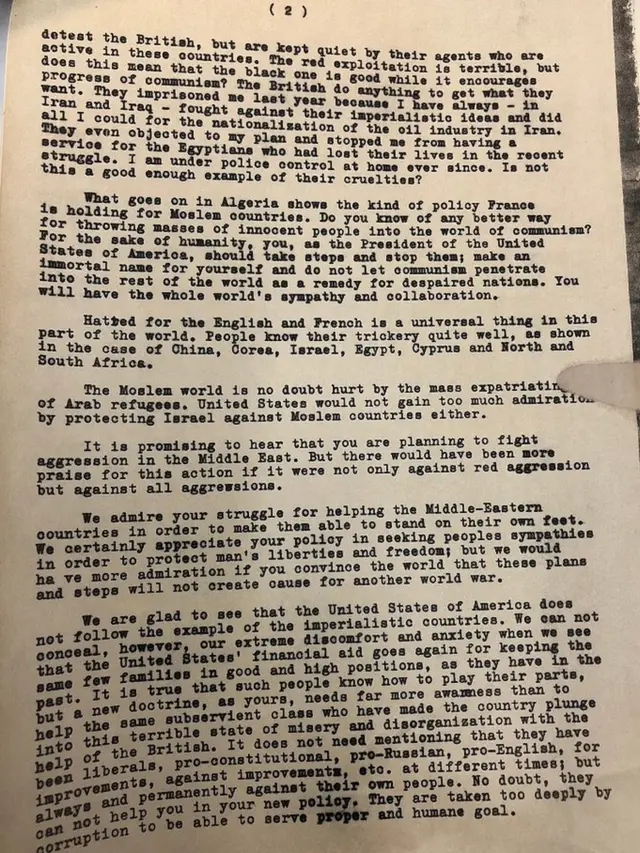 ( 2 )
detest the British, but are kept quiet by their agents who are
active in these countries. The red exploitation is terrible, but
does this mean that the black one is good while it encourages
progress of communism? The British do anything to get what they
want. They imprisoned me last year because I have always - in
Iran and Iraq - fought against their imperialistic ideas and did
all I could for the nationalization of the oil industry in Iran.
They even objected to my plan and stopped me from having a
service for the Egyptians who had lost their lives in the recent
struggle. I am under police control at home ever since. Is not
this a good enough example of their cruelties?
What goes on in Algeria shows the kind of policy France
is holding for Moslem countries. Do you know of any better way
for throwing masses of innocent people into the world of communism?
For the sake of humanity, you, as the President of the United
States of America, should take steps and stop them; make an
immortal name for yourself and do not let communism penetrate
into the rest of the world as a remedy for despaired nations. You
will have the whole world's sympathy and collaboration.
Hatred for the English and French is a universal thing in this
part of the world. People know their trickery quite well, as shown
in the case of China, Corea, Israel, Egypt, Cyprus and North and
South Africa.
The Moslem world is no doubt hurt by the mass expatriating
of Arab refugees. United States would not gain too much admiration
by protecting Israel against Moslem countries either.
It is promising to hear that you are planning to fight
aggression in the Middle East. But there would have been more
praise for this action if it were not only against red aggression
but against all aggressions.
We admire your struggle for helping the Middle-Eastern
countries in order to make them able to stand on their own feet.
We certainly appreciate your policy in seeking peoples sympathies
in order to protect man's liberties and freedom; but we would
ha ve more admiration if you convince the world that these plans
and steps will not create cause for another world war.
We are glad to see that the United States of America does
not follow the example of the imperialistic countries. We can not
conceal, however, our extreme discomfort and anxiety when we see
that the United States' financial aid goes again for keeping the
same few families in good and high positions, as they have in the
past. It is true that such people know how to play their parts,
but a new doctrine, as yours, needs far more awarness than to
help the same subservient class who have made the country plunge
into this terrible state of misery and disorganization with the
help of the British. It does not need mentioning that they have
been liberals, pro-constitutional, pro-Russian, pro-English, for
improvements, against improvements, etc. at different times; but
always and permanently against their own people. No doubt, they
can not help you in your new policy. They are taken too deeply by
corruption to be able to serve proper and humane goal.